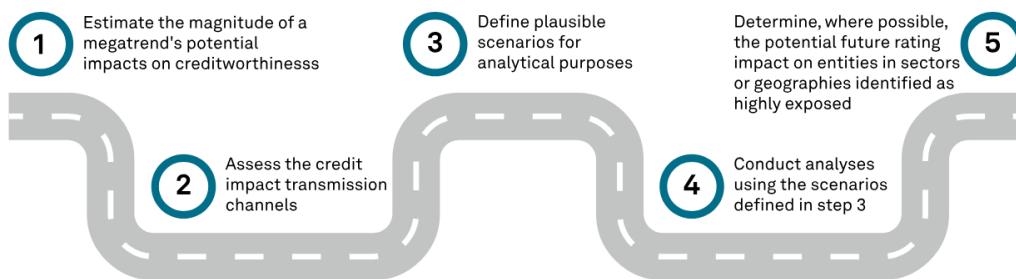 1
Estimate the magnitude of a
megatrend's potential
impacts on creditworthinesss
2
Assess the credit
impact transmission
channels
3
Define plausible
scenarios for
analytical purposes
4
Conduct analyses
using the scenarios
defined in step 3
5
Determine, where possible,
the potential future rating
impact on entities in sectors
or geographies identified as
highly exposed